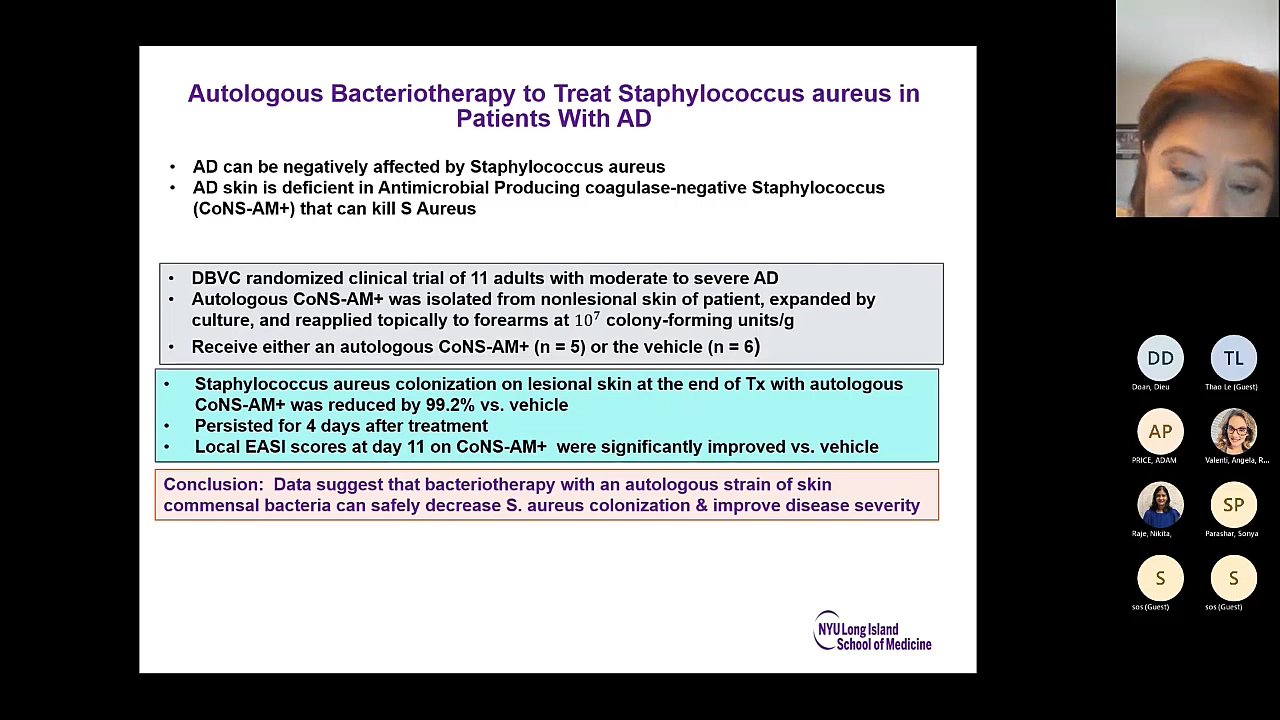 Autologous Bacteriotherapy to Treat Staphylococcus aureus in
Patients With AD
• AD can be negatively affected by Staphylococcus aureus
• AD skin is deficient in Antimicrobial Producing coagulase-negative Staphylococcus
(CoNS-AM+) that can kill S Aureus
• DBVC randomized clinical trial of 11 adults with moderate to severe AD
• Autologous CoNS-AM+ was isolated from nonlesional skin of patient, expanded by
culture, and reapplied topically to forearms at 10⁷ colony-forming units/g
• Receive either an autologous CoNS-AM+ (n = 5) or the vehicle (n = 6)
• Staphylococcus aureus colonization on lesional skin at the end of Tx with autologous
CoNS-AM+ was reduced by 99.2% vs. vehicle
• Persisted for 4 days after treatment
• Local EASI scores at day 11 on CoNS-AM+ were significantly improved vs. vehicle
Conclusion: Data suggest that bacteriotherapy with an autologous strain of skin
commensal bacteria can safely decrease S. aureus colonization & improve disease severity
NYU Long Island
School of Medicine
DD
TL
Doan, Dieu
Thao Le (Guest)
AP
PRICE, ADAM
Valenti, Angela, R...
SP
Raje, Nikita,
Parashar, Sonya
S
S
sos (Guest)
sos (Guest)